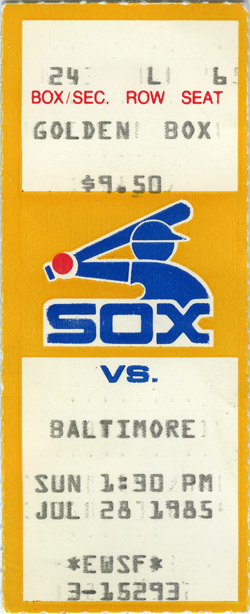 24 L 6
BOX/SEC. ROW SEAT
GOLDEN BOX
$9.50
SOX
VS.
BALTIMORE
SUN 1:30 PM
JUL 28 1985
*EWSF*
3-15293